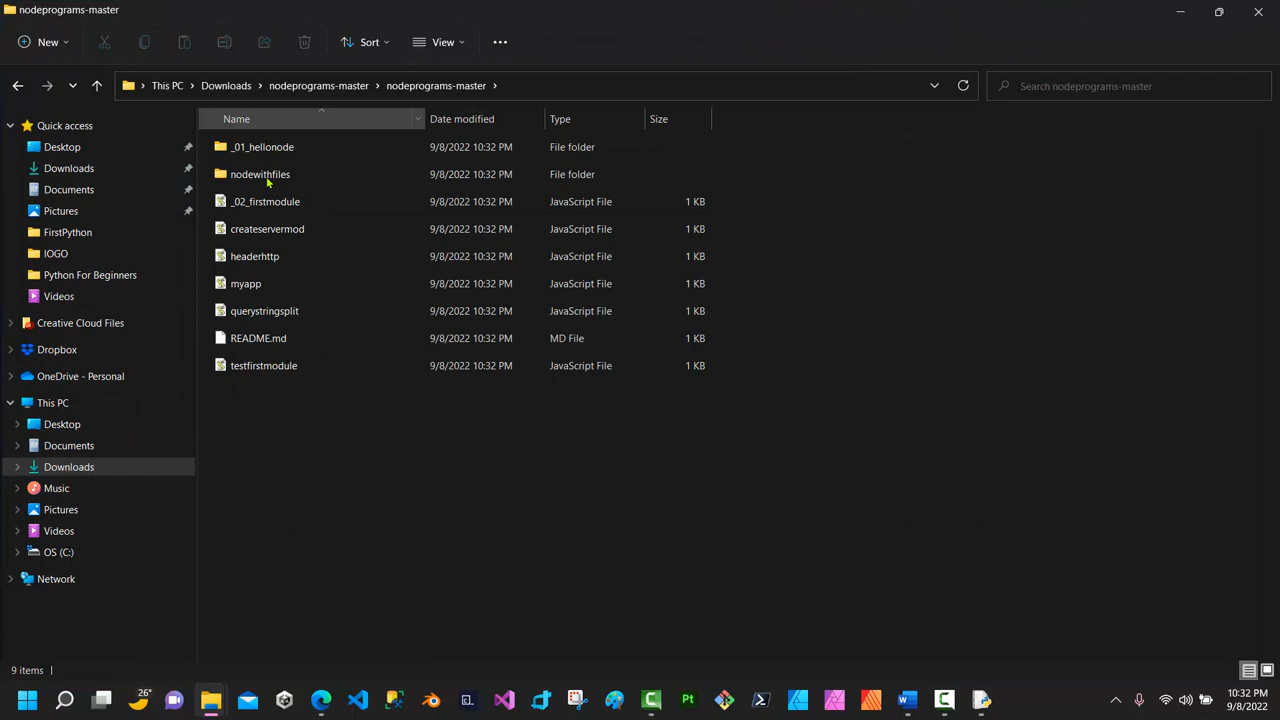 nodeprograms-master
New Sort View
This PC Downloads nodeprograms-master nodeprograms-master Search nodeprograms-master
Name Date modified Type Size
Quick access
Desktop
Downloads
Documents
Pictures
FirstPython
IOGO
Python For Beginners
Videos
Creative Cloud Files
Dropbox
OneDrive - Personal
This PC
Desktop
Documents
Downloads
Music
Pictures
Videos
OS (C:)
Network
_01_hellonode 9/8/2022 10:32 PM File folder
nodewithfiles 9/8/2022 10:32 PM File folder
_02_firstmodule 9/8/2022 10:32 PM JavaScript File 1 KB
createservermod 9/8/2022 10:32 PM JavaScript File 1 KB
headerhttp 9/8/2022 10:32 PM JavaScript File 1 KB
myapp 9/8/2022 10:32 PM JavaScript File 1 KB
querystringsplit 9/8/2022 10:32 PM JavaScript File 1 KB
README.md 9/8/2022 10:32 PM MD File 1 KB
testfirstmodule 9/8/2022 10:32 PM JavaScript File 1 KB
9 items
26°
Pt
10:32 PM
9/8/2022